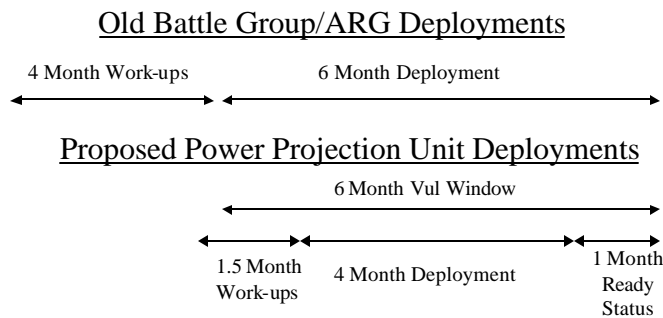 Old Battle Group/ARG Deployments
4 Month Work-ups 6 Month Deployment
Proposed Power Projection Unit Deployments
6 Month Vul Window
1.5 Month
Work-ups
4 Month Deployment
1 Month
Ready
Status